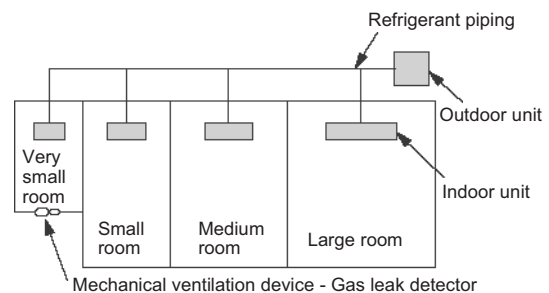 Refrigerant piping
Outdoor unit
Very
small
room
Indoor unit
Small
room
Medium
room
Large room
Mechanical ventilation device - Gas leak detector